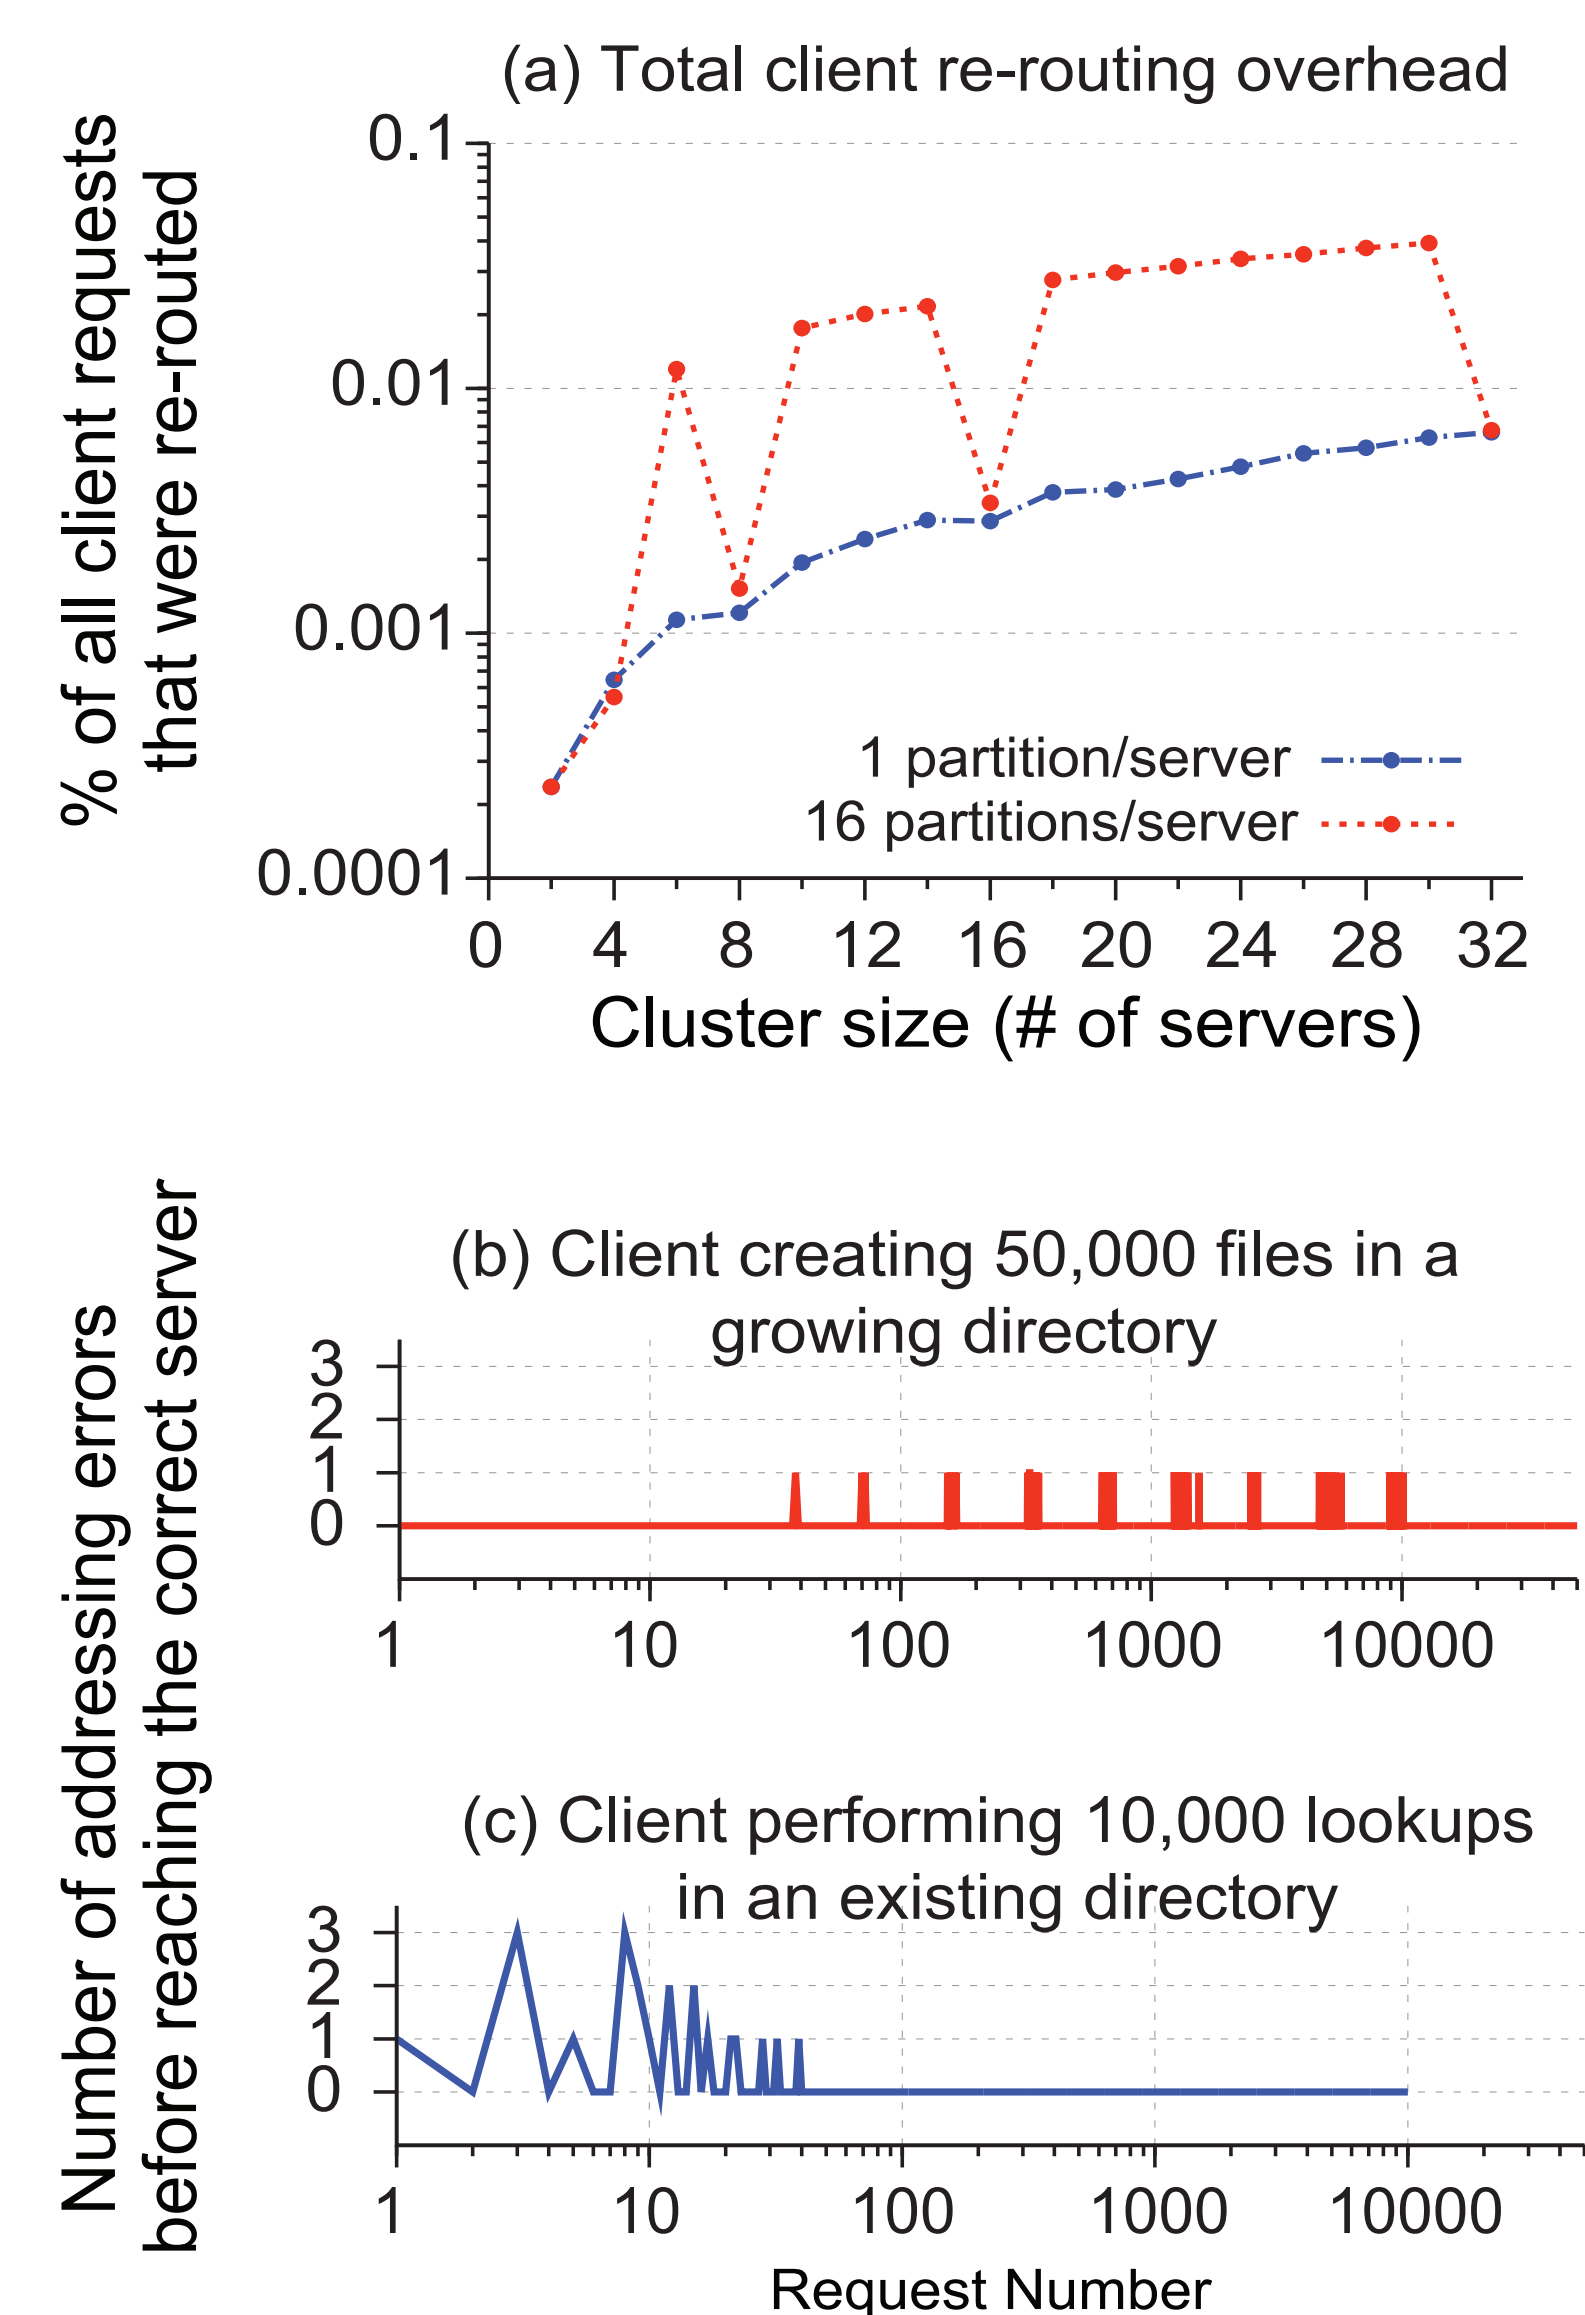 (a) Total client re-routing overhead
% of all client requests
that were re-routed
0.1
0.01
0.001
0.0001
1 partition/server
16 partitions/server
0 4 8 12 16 20 24 28 32
Cluster size (# of servers)
Number of addressing errors
before reaching the correct server
(b) Client creating 50,000 files in a
growing directory
3
2
1
0
1 10 100 1000 10000
(c) Client performing 10,000 lookups
in an existing directory
3
2
1
0
1 10 100 1000 10000
Request Number